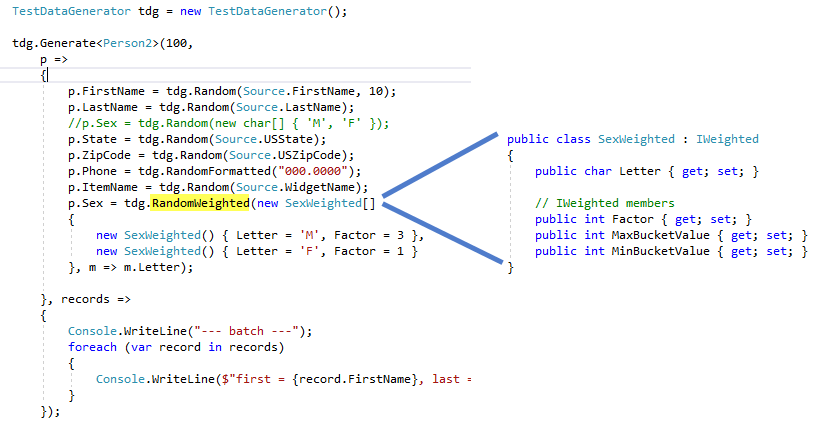 TestDataGenerator tdg = new TestDataGenerator();
tdg.Generate<Person2>(100,
p =>
{
p.FirstName = tdg.Random(Source.FirstName, 10);
p.LastName = tdg.Random(Source.LastName);
//p.Sex = tdg.Random(new char[] { 'M', 'F' });
p.State = tdg.Random(Source.USState);
p.ZipCode = tdg.Random(Source.USZipCode);
p.Phone = tdg.RandomFormatted("000.0000");
p.ItemName = tdg.Random(Source.WidgetName);
p.Sex = tdg.RandomWeighted(new SexWeighted[]
{
new SexWeighted() { Letter = 'M', Factor = 3 },
new SexWeighted() { Letter = 'F', Factor = 1 }
}, m => m.Letter);
}, records =>
{
Console.WriteLine("--- batch ---");
foreach (var record in records)
{
Console.WriteLine($"first = {record.FirstName}, last =
}
});
public class SexWeighted : IWeighted
{
public char Letter { get; set; }
// IWeighted members
public int Factor { get; set; }
public int MaxBucketValue { get; set; }
public int MinBucketValue { get; set; }
}